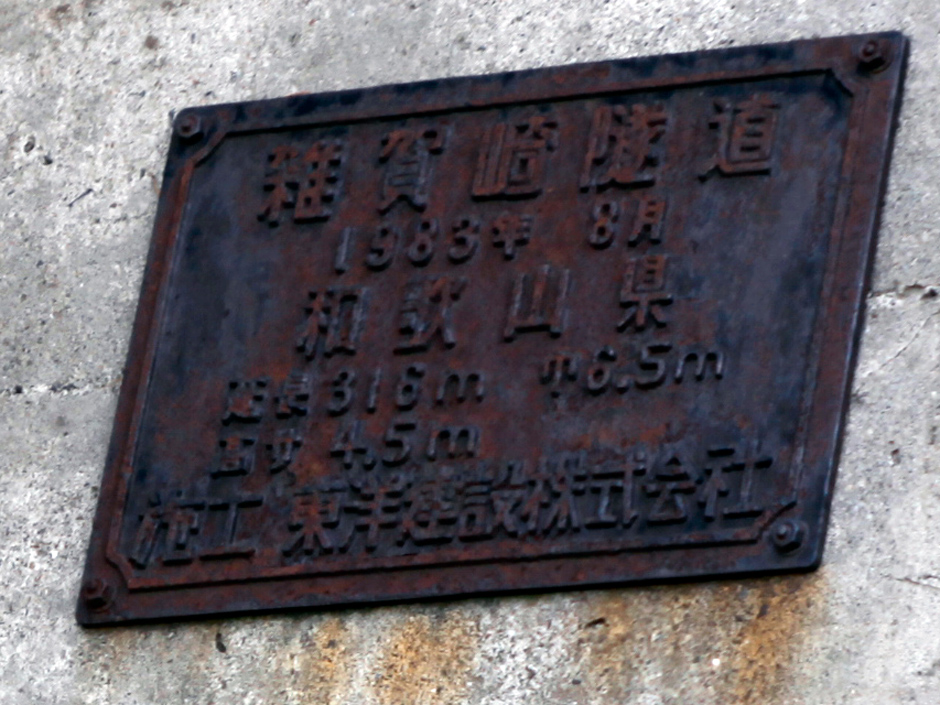 雑賀崎隧道
1983年 8月
和歌山県
延長316m 巾6.5m
高サ 4.5m
施工 東洋建設株式会社